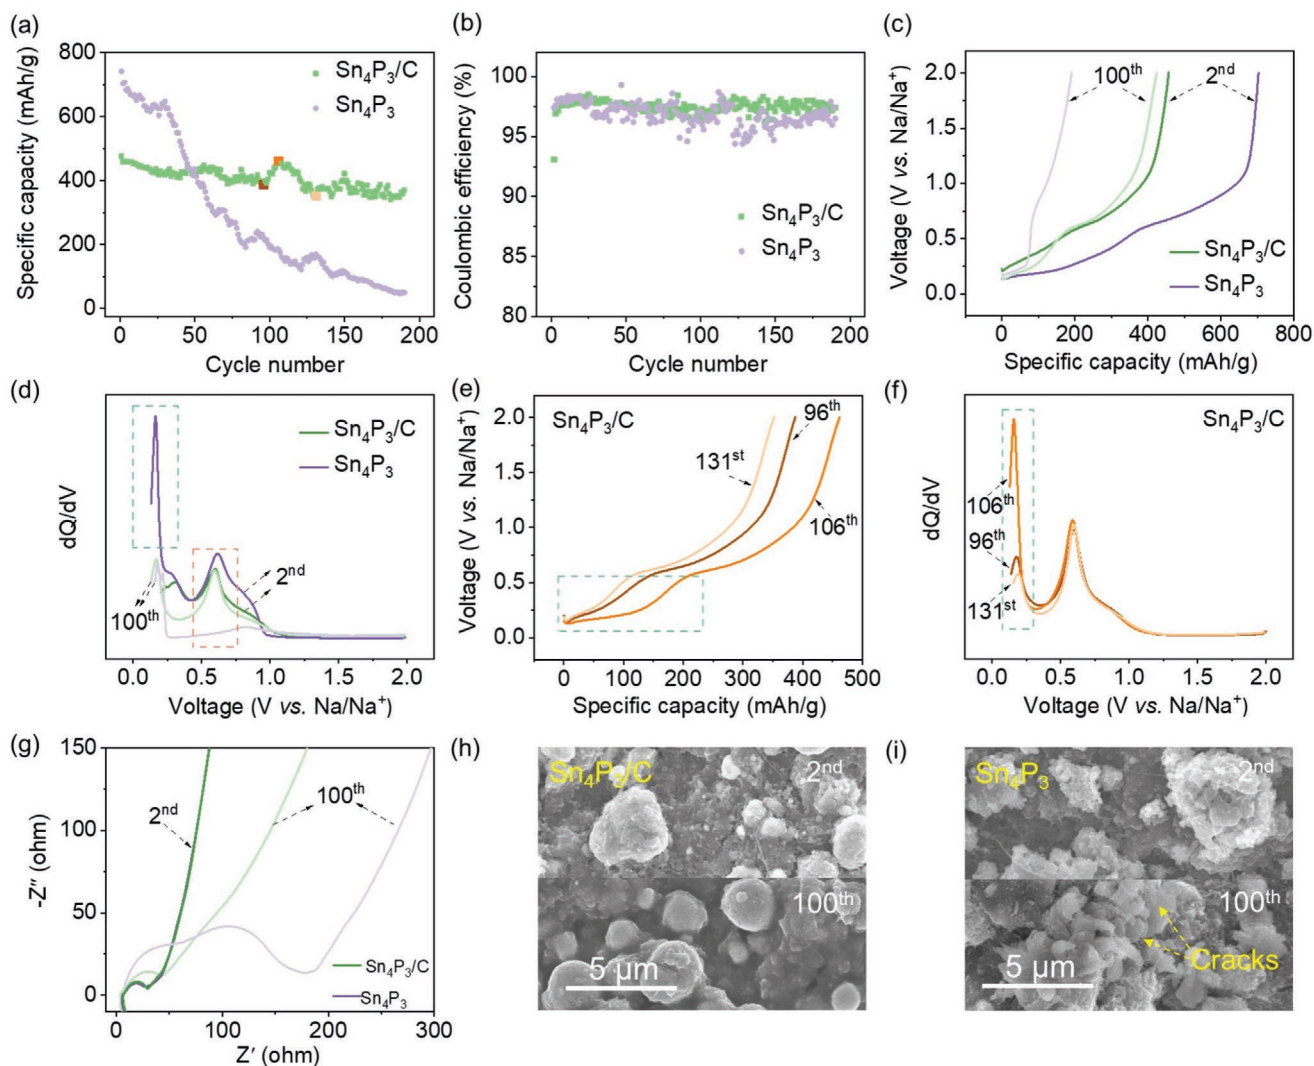 (a)
800
600
400
200
0
Specific capacity (mAh/g)
Sn₄P₃/C
Sn₄P₃
0 50 100 150 200
Cycle number
(b)
100
95
90
85
80
Coulombic efficiency (%)
Sn₄P₃/C
Sn₄P₃
0 50 100 150 200
Cycle number
(c)
2.0
1.5
1.0
0.5
0.0
Voltage (V vs. Na/Na⁺)
100ᵗʰ
2ⁿᵈ
Sn₄P₃/C
Sn₄P₃
0 200 400 600 800
Specific capacity (mAh/g)
(d)
dQ/dV
Sn₄P₃/C
Sn₄P₃
2ⁿᵈ
100ᵗʰ
0.0 0.5 1.0 1.5 2.0
Voltage (V vs. Na/Na⁺)
(e)
2.0
1.5
1.0
0.5
0.0
Voltage (V vs. Na/Na⁺)
Sn₄P₃/C
96ᵗʰ
131ˢᵗ
106ᵗʰ
0 100 200 300 400 500
Specific capacity (mAh/g)
(f)
dQ/dV
Sn₄P₃/C
106ᵗʰ
96ᵗʰ
131ˢᵗ
0.0 0.5 1.0 1.5 2.0
Voltage (V vs. Na/Na⁺)
(g)
150
100
50
0
-Z″ (ohm)
2ⁿᵈ
100ᵗʰ
Sn₄P₃/C
Sn₄P₃
0 100 200 300
Z′ (ohm)
(h)
Sn₄P₃/C
2ⁿᵈ
100ᵗʰ
5 μm
(i)
Sn₄P₃
2ⁿᵈ
100ᵗʰ
Cracks
5 μm